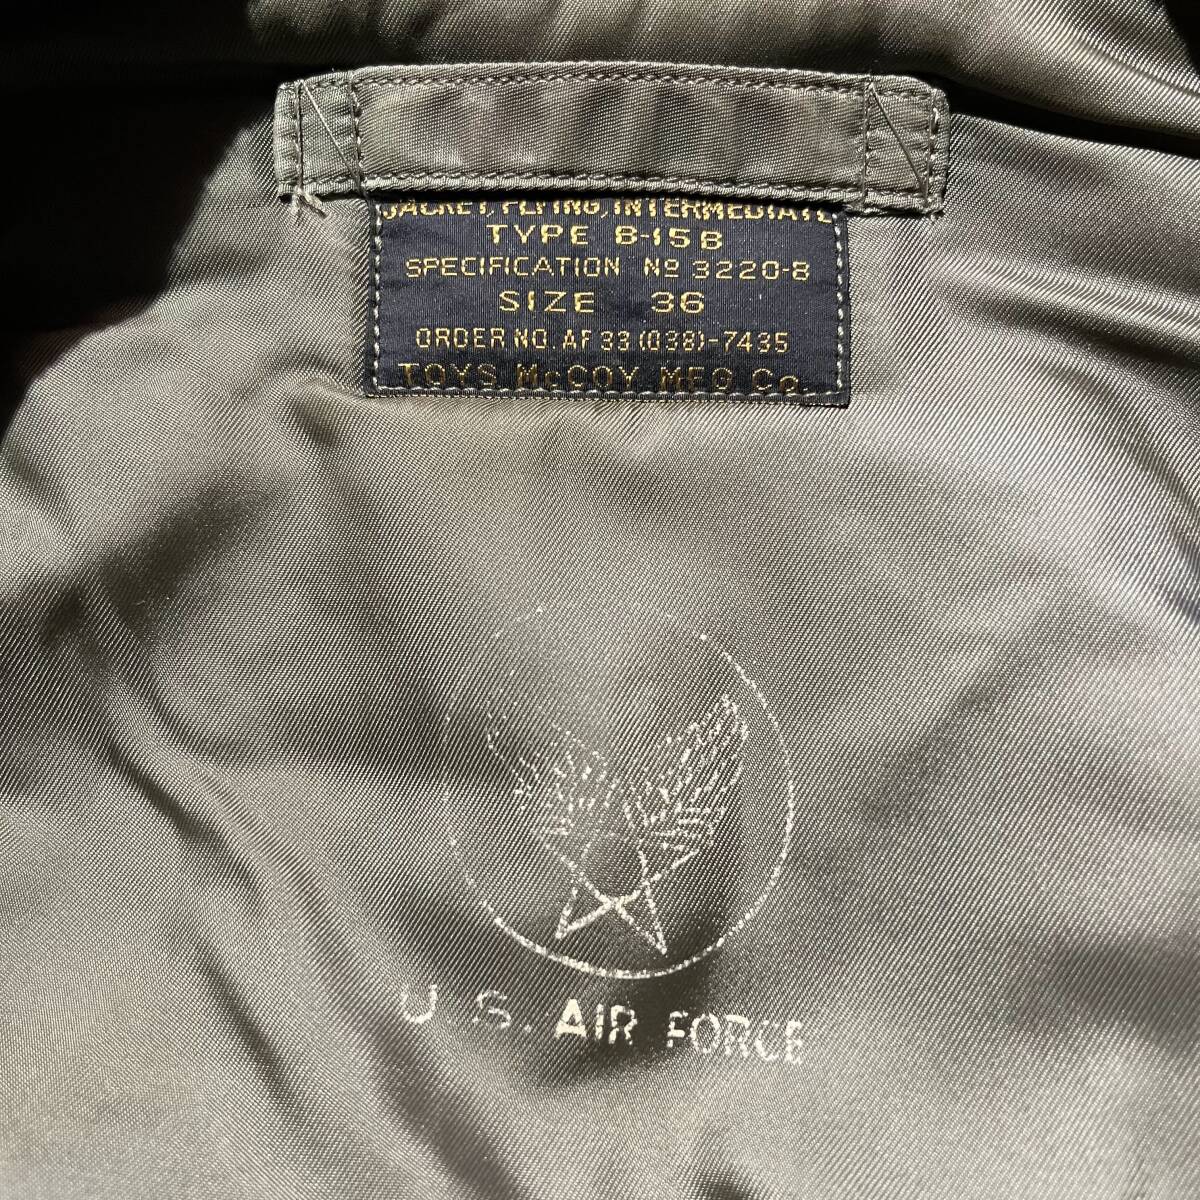 JACKET, FLYING, INTERMEDIATE
TYPE B-15B
SPECIFICATION Nº 3220-B
SIZE 36
ORDER NO. AF 33 (038)-7435
TOYS McCOY MFG Co.
U.S. AIR FORCE